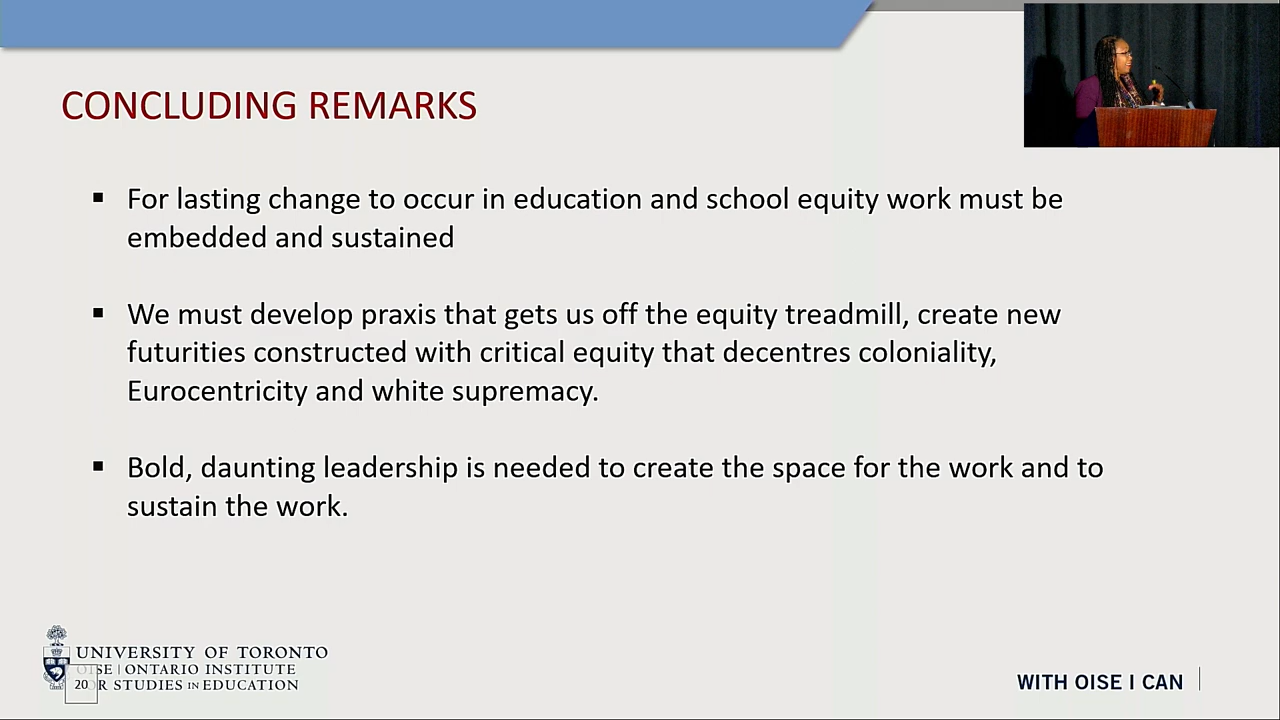 CONCLUDING REMARKS
▪ For lasting change to occur in education and school equity work must be
embedded and sustained
▪ We must develop praxis that gets us off the equity treadmill, create new
futurities constructed with critical equity that decentres coloniality,
Eurocentricity and white supremacy.
▪ Bold, daunting leadership is needed to create the space for the work and to
sustain the work.
UNIVERSITY OF TORONTO
OISE | ONTARIO INSTITUTE
20 OR STUDIES IN EDUCATION
WITH OISE I CAN